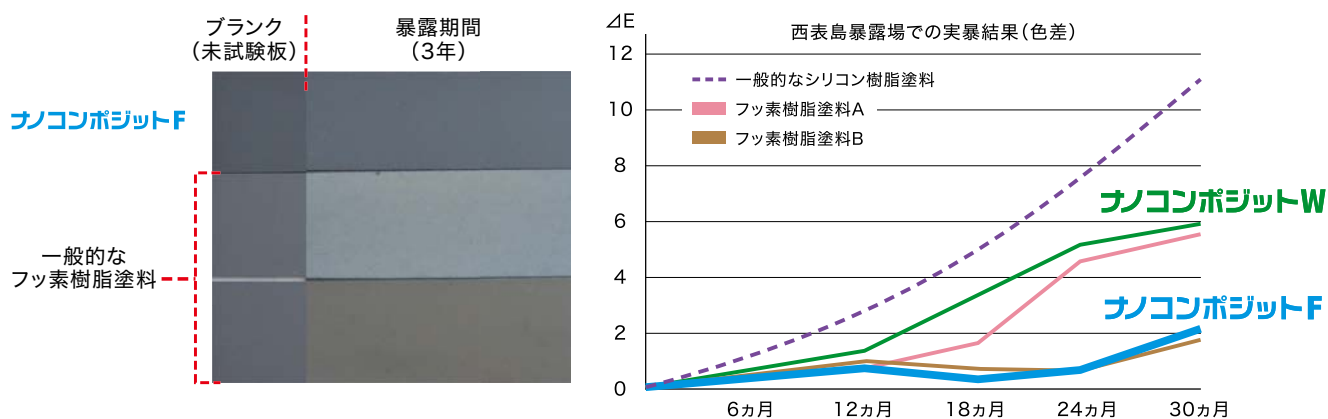 ブランク
(未試験板)
暴露期間
(3年)
ナノコンポジットF
一般的な
フッ素樹脂塗料
⊿E
西表島暴露場での実暴結果(色差)
12
10
8
6
4
2
0
一般的なシリコン樹脂塗料
フッ素樹脂塗料A
フッ素樹脂塗料B
ナノコンポジットW
ナノコンポジットF
6ヵ月
12ヵ月
18ヵ月
24ヵ月
30ヵ月